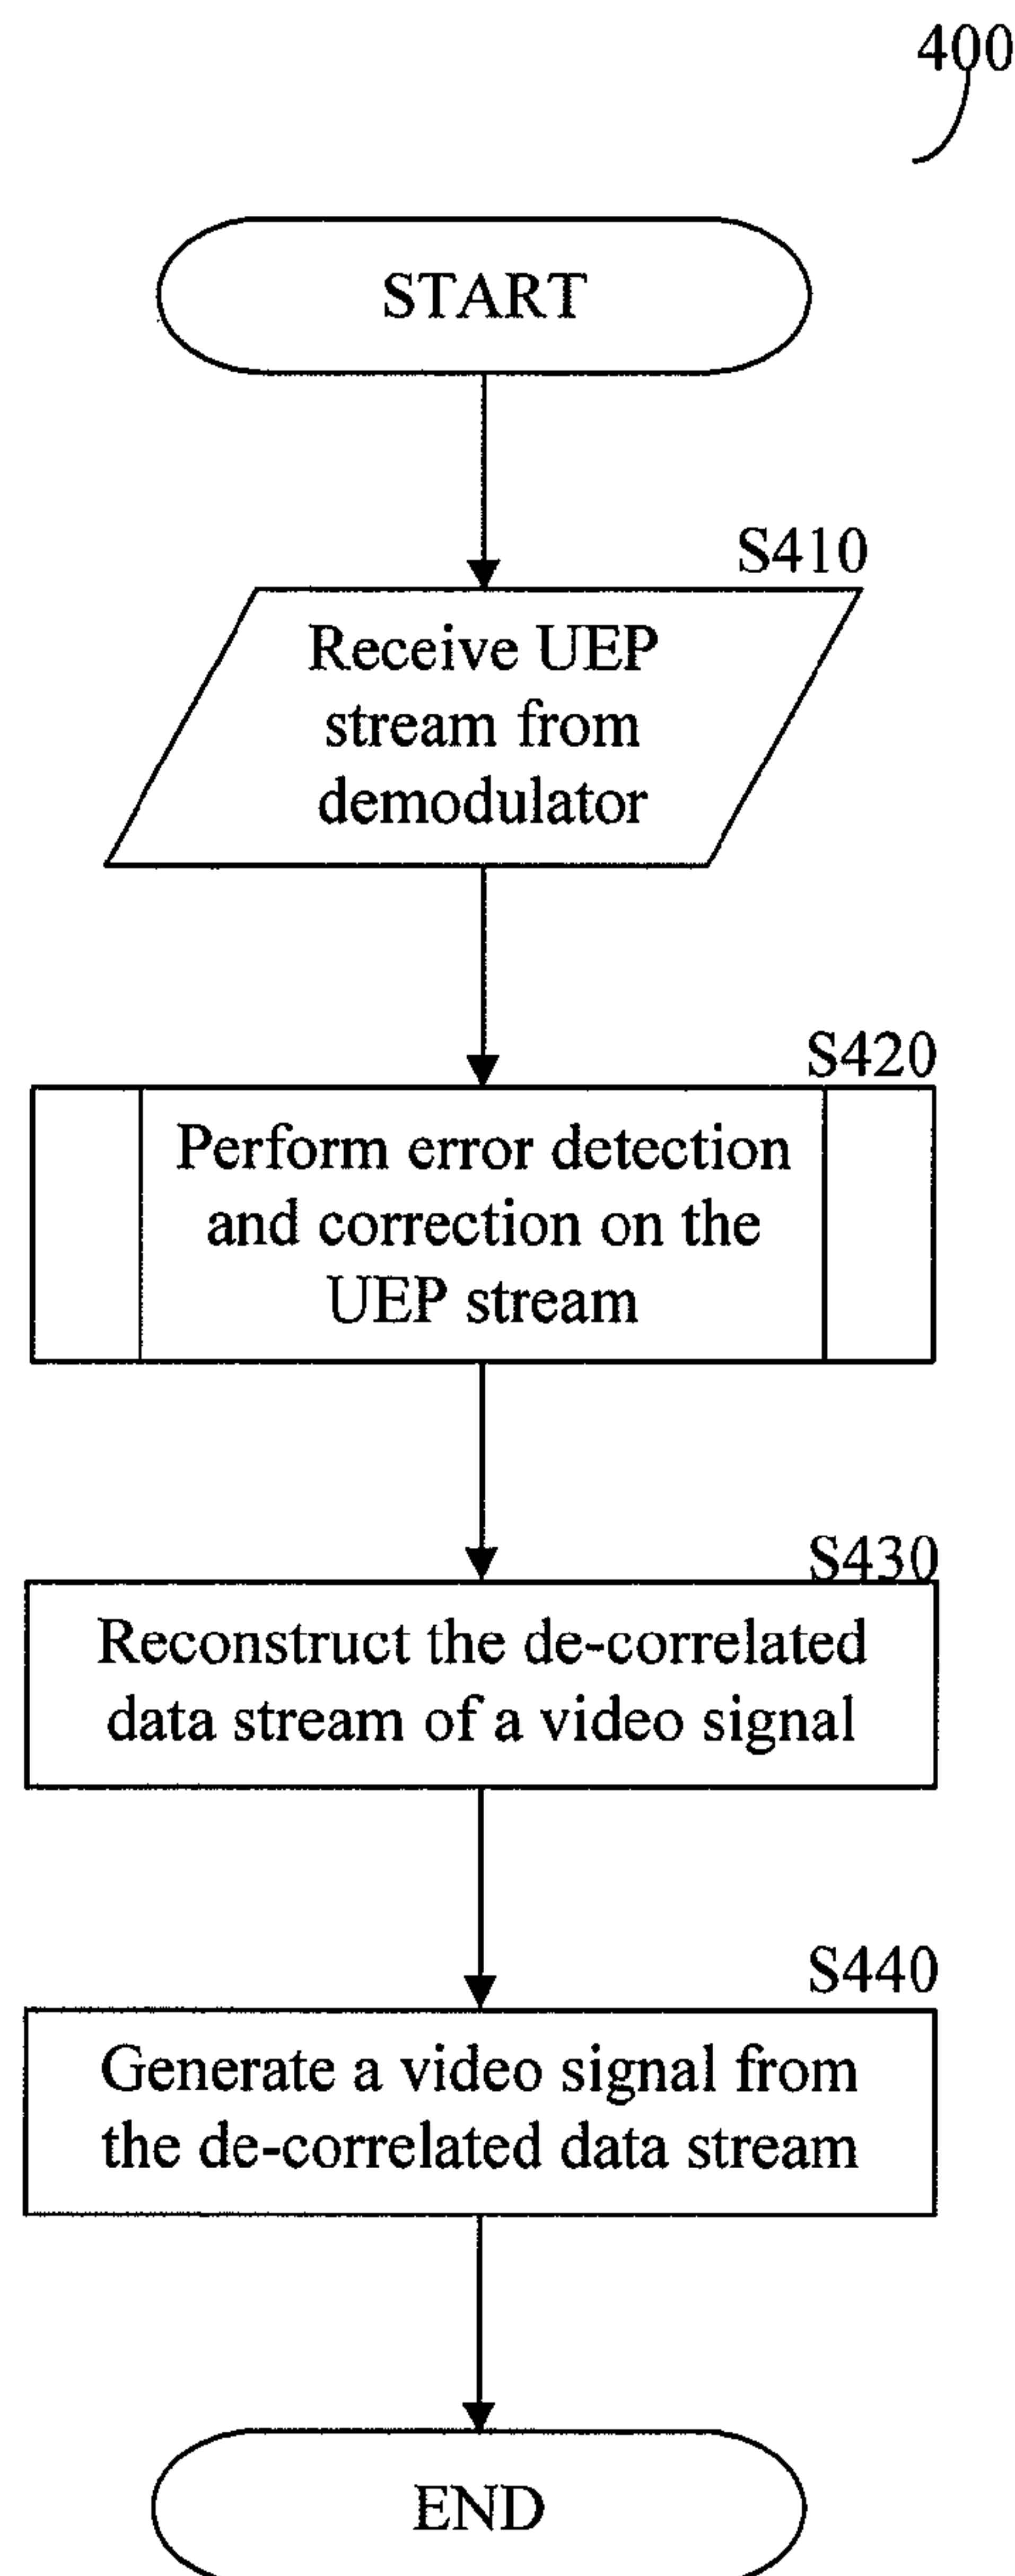 400
START
S410
Receive UEP
stream from
demodulator
S420
Perform error detection
and correction on the
UEP stream
S430
Reconstruct the de-correlated
data stream of a video signal
S440
Generate a video signal from
the de-correlated data stream
END